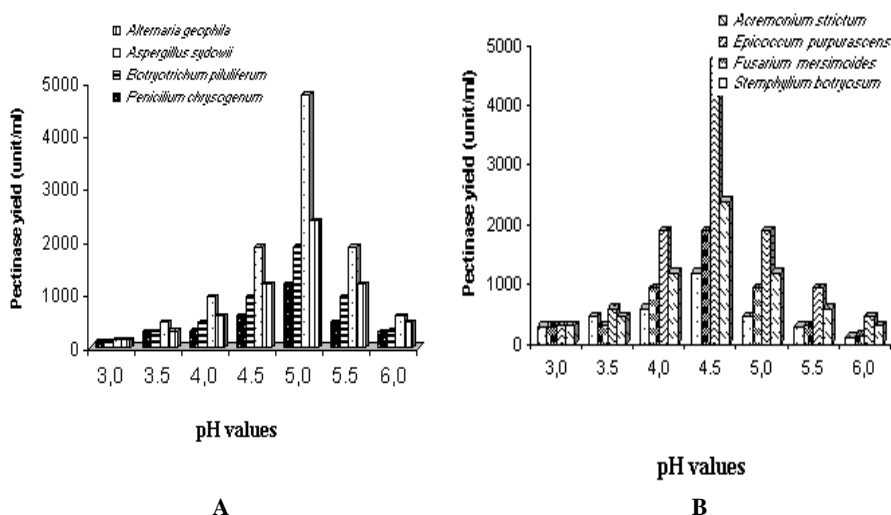 Alternaria geophila
Aspergillus sydowii
Botryotrichum piluliferum
Penicillium chrysogenum
Pectinase yield (unit/ml)
5000
4000
3000
2000
1000
0
3,0 3.5 4,0 4.5 5,0 5.5 6,0
pH values
A
Acremonium strictum
Epicoccum purpurascens
Fusarium mersimoides
Stemphylium botryosum
Pectinase yield (unit/ml)
5000
4000
3000
2000
1000
0
3,0 3.5 4,0 4.5 5,0 5.5 6,0
pH values
B